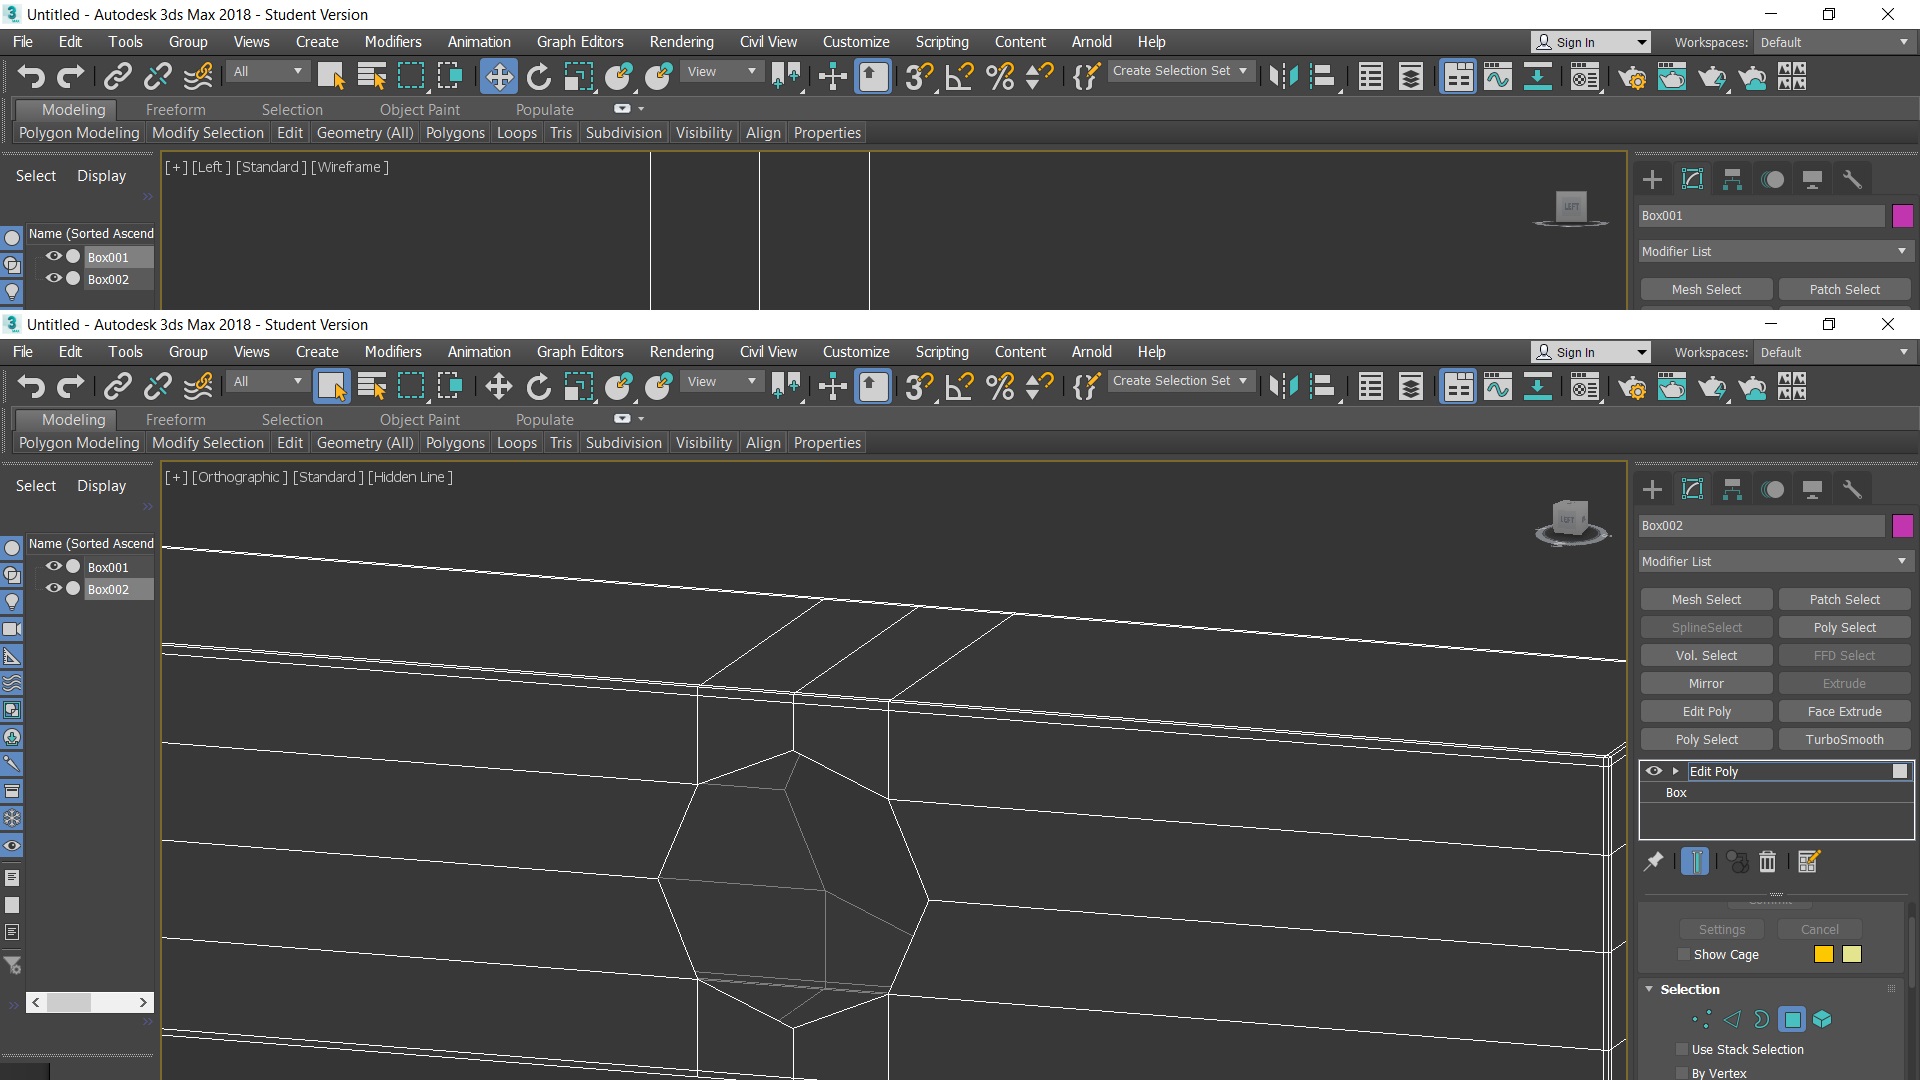 Untitled - Autodesk 3ds Max 2018 - Student Version
File Edit Tools Group Views Create Modifiers Animation Graph Editors Rendering Civil View Customize Scripting Content Arnold Help Sign In Workspaces: Default
All View Create Selection Set
Modeling Freeform Selection Object Paint Populate
Polygon Modeling Modify Selection Edit Geometry (All) Polygons Loops Tris Subdivision Visibility Align Properties
[+] [Left ] [Standard ] [Wireframe ]
Select Display
LEFT
Box001
Name (Sorted Ascend
Modifier List
Box001
Box002
Mesh Select Patch Select
Untitled - Autodesk 3ds Max 2018 - Student Version
File Edit Tools Group Views Create Modifiers Animation Graph Editors Rendering Civil View Customize Scripting Content Arnold Help Sign In Workspaces: Default
All View Create Selection Set
Modeling Freeform Selection Object Paint Populate
Polygon Modeling Modify Selection Edit Geometry (All) Polygons Loops Tris Subdivision Visibility Align Properties
[+] [Orthographic ] [Standard ] [Hidden Line ]
Select Display
Box002
Name (Sorted Ascend
Modifier List
Box001
Box002
Mesh Select Patch Select
SplineSelect Poly Select
Vol. Select FFD Select
Mirror Extrude
Edit Poly Face Extrude
Poly Select TurboSmooth
Edit Poly
Box
Settings Cancel
Show Cage
Selection
Use Stack Selection
By Vertex